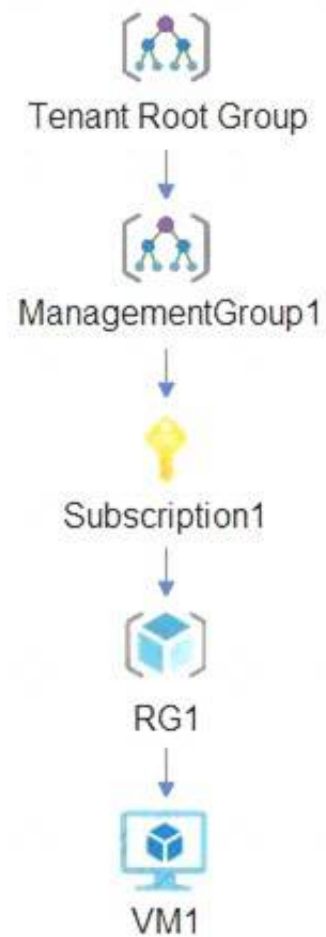 Tenant Root Group
ManagementGroup1
Subscription1
RG1
VM1